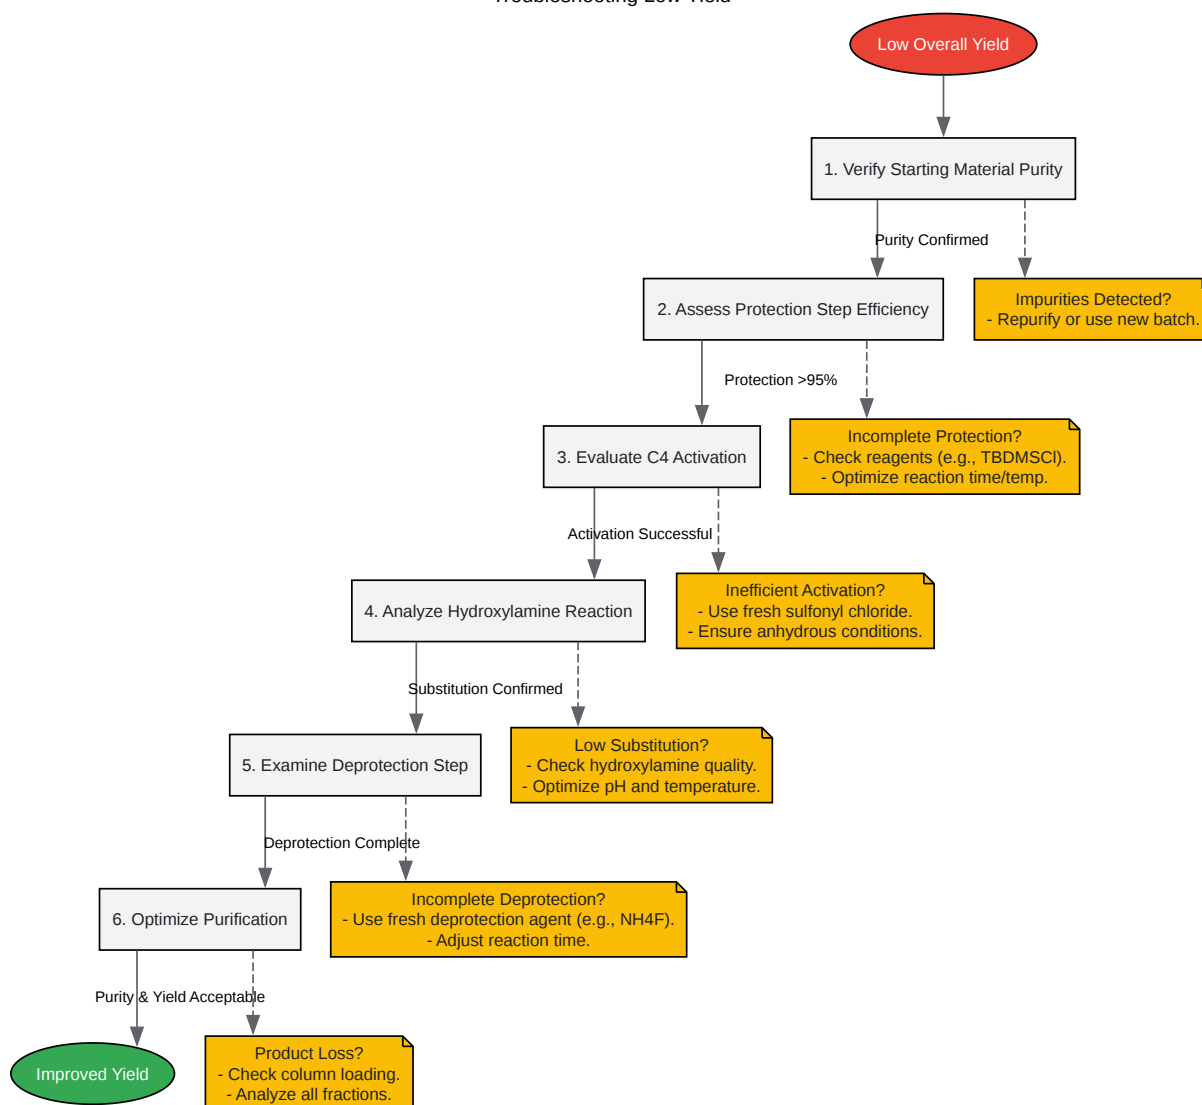 Troubleshooting Low Yield
Low Overall Yield
1. Verify Starting Material Purity
Purity Confirmed
2. Assess Protection Step Efficiency
Impurities Detected?
- Repurify or use new batch.
Protection >95%
3. Evaluate C4 Activation
Incomplete Protection?
- Check reagents (e.g., TBDMSCl).
- Optimize reaction time/temp.
Activation Successful
4. Analyze Hydroxylamine Reaction
Inefficient Activation?
- Use fresh sulfonyl chloride.
- Ensure anhydrous conditions.
Substitution Confirmed
5. Examine Deprotection Step
Low Substitution?
- Check hydroxylamine quality.
- Optimize pH and temperature.
Deprotection Complete
6. Optimize Purification
Incomplete Deprotection?
- Use fresh deprotection agent (e.g., NH4F).
- Adjust reaction time.
Purity & Yield Acceptable
Improved Yield
Product Loss?
- Check column loading.
- Analyze all fractions.